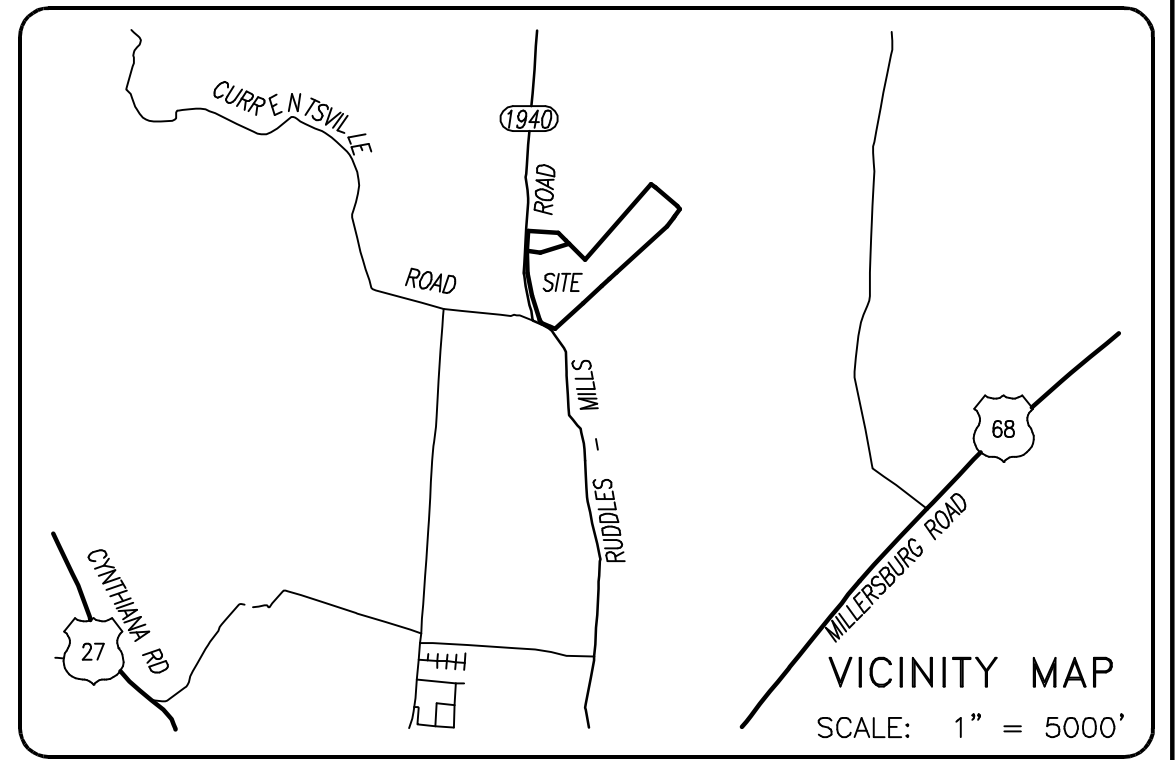 CURRENTSVILLE
ROAD
1940
ROAD
SITE
RUDDLES - MILLS
68
MILLERSBURG ROAD
CYNTHIANA RD
27
VICINITY MAP
SCALE: 1" = 5000'